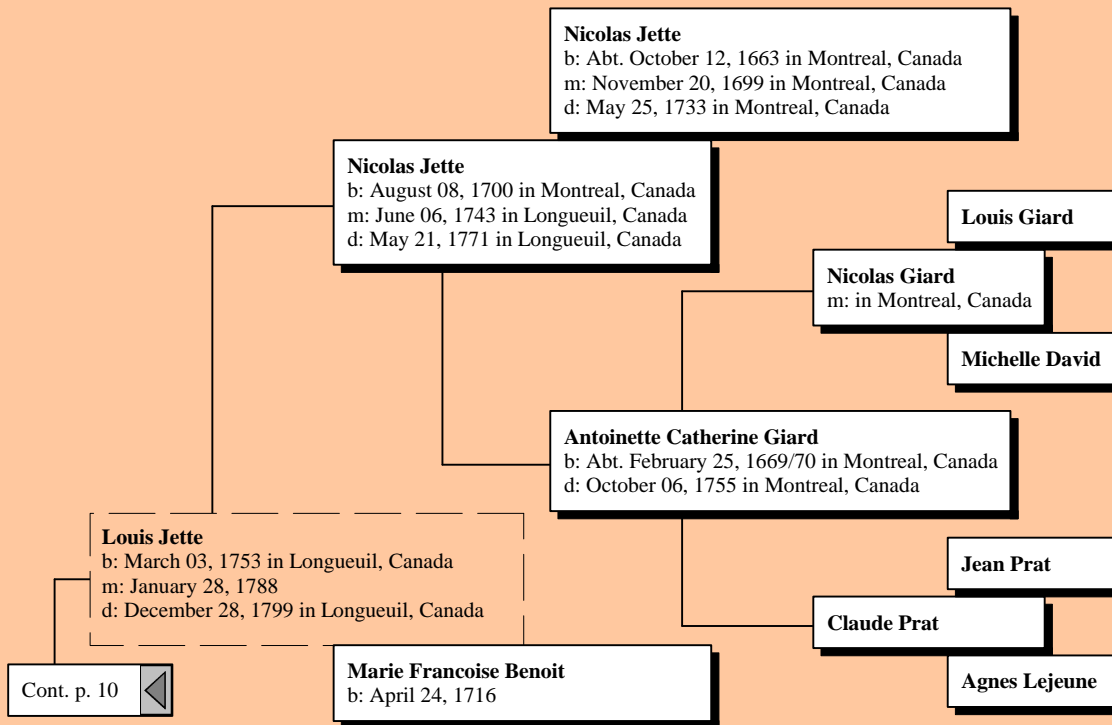 Nicolas Jette
b: Abt. October 12, 1663 in Montreal, Canada
m: November 20, 1699 in Montreal, Canada
d: May 25, 1733 in Montreal, Canada
Nicolas Jette
b: August 08, 1700 in Montreal, Canada
m: June 06, 1743 in Longueuil, Canada
d: May 21, 1771 in Longueuil, Canada
Louis Giard
Nicolas Giard
m: in Montreal, Canada
Michelle David
Antoinette Catherine Giard
b: Abt. February 25, 1669/70 in Montreal, Canada
d: October 06, 1755 in Montreal, Canada
Louis Jette
b: March 03, 1753 in Longueuil, Canada
m: January 28, 1788
d: December 28, 1799 in Longueuil, Canada
Jean Prat
Claude Prat
Agnes Lejeune
Marie Francoise Benoit
b: April 24, 1716
Cont. p. 10